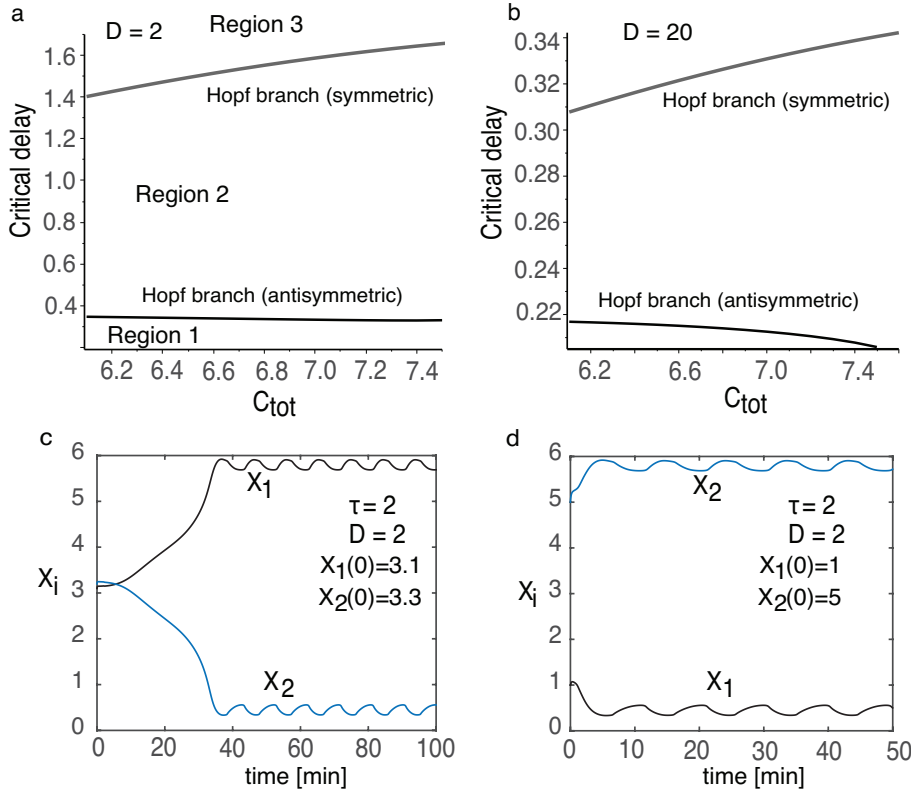 a
D = 2
Region 3
1.6
1.4
1.2
1.0
0.8
0.6
0.4
Critical delay
Hopf branch (symmetric)
Region 2
Hopf branch (antisymmetric)
Region 1
6.2 6.4 6.6 6.8 7.0 7.2 7.4
Ctot
b
D = 20
0.34
0.32
0.30
0.28
0.26
0.24
0.22
Critical delay
Hopf branch (symmetric)
Hopf branch (antisymmetric)
6.2 6.6 7.0 7.4
Ctot
c
6
5
4
3
2
1
0
Xi
X1
τ = 2
D = 2
X1(0)=3.1
X2(0)=3.3
X2
0 20 40 60 80 100
time [min]
d
6
5
4
3
2
1
0
Xi
X2
τ = 2
D = 2
X1(0)=1
X2(0)=5
X1
0 10 20 30 40 50
time [min]